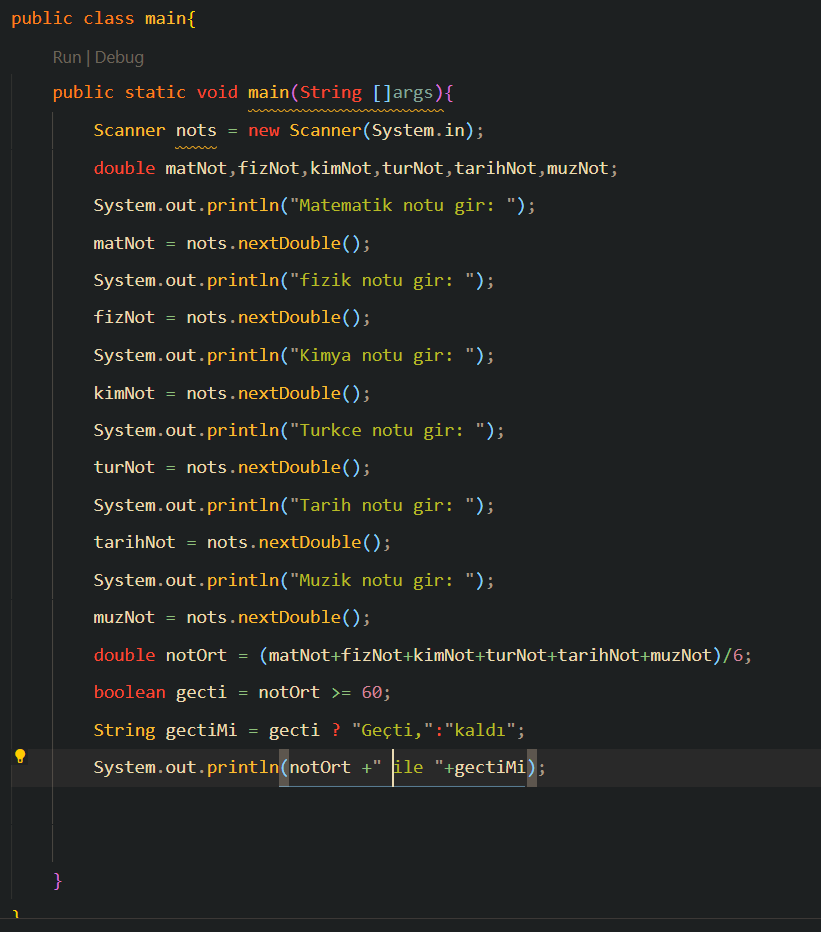 public class main{
Run | Debug
public static void main(String []args){
Scanner nots = new Scanner(System.in);
double matNot,fizNot,kimNot,turNot,tarihNot,muzNot;
System.out.println("Matematik notu gir: ");
matNot = nots.nextDouble();
System.out.println("fizik notu gir: ");
fizNot = nots.nextDouble();
System.out.println("Kimya notu gir: ");
kimNot = nots.nextDouble();
System.out.println("Turkce notu gir: ");
turNot = nots.nextDouble();
System.out.println("Tarih notu gir: ");
tarihNot = nots.nextDouble();
System.out.println("Muzik notu gir: ");
muzNot = nots.nextDouble();
double notOrt = (matNot+fizNot+kimNot+turNot+tarihNot+muzNot)/6;
boolean gecti = notOrt >= 60;
String gectiMi = gecti ? "Geçti,":"kaldı";
System.out.println(notOrt +" ile "+gectiMi);
}
}